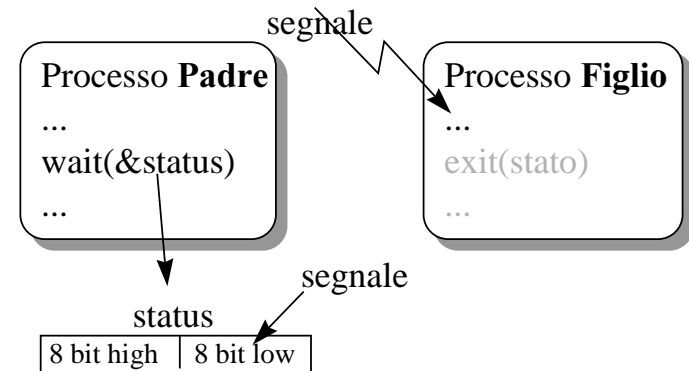 segnale
Processo Padre
...
wait(&status)
...
Processo Figlio
...
exit(stato)
...
segnale
status
8 bit high 8 bit low